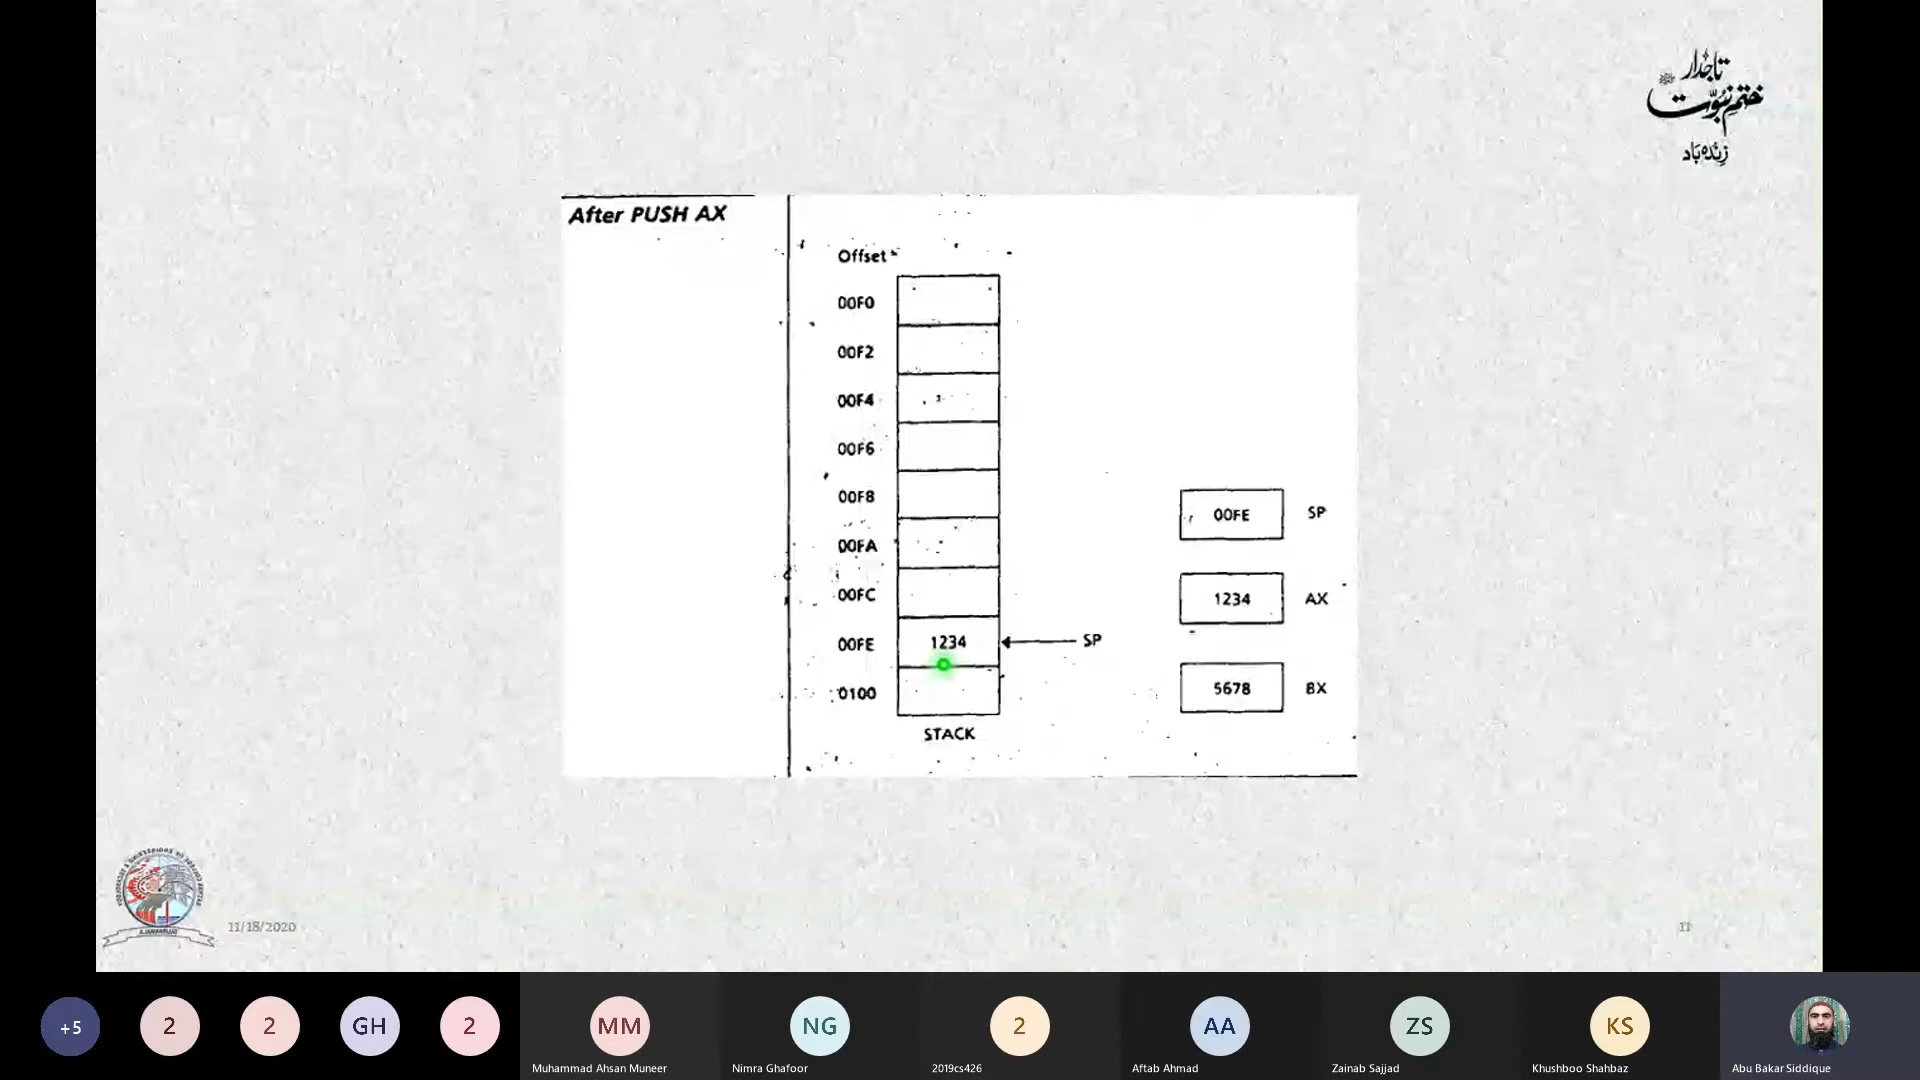 تاجدار
ختم نبوت
زندہ باد
After PUSH AX
Offset
00F0
00F2
00F4
00F6
00F8
00FA
00FC
00FE 1234 SP
0100
STACK
00FE SP
1234 AX
5678 BX
11/18/2020
11
+5
2
2
GH
2
MM
NG
2
AA
ZS
KS
Muhammad Ahsan Muneer
Nimra Ghafoor
2019cs426
Aftab Ahmad
Zainab Sajjad
Khushboo Shahbaz
Abu Bakar Siddique